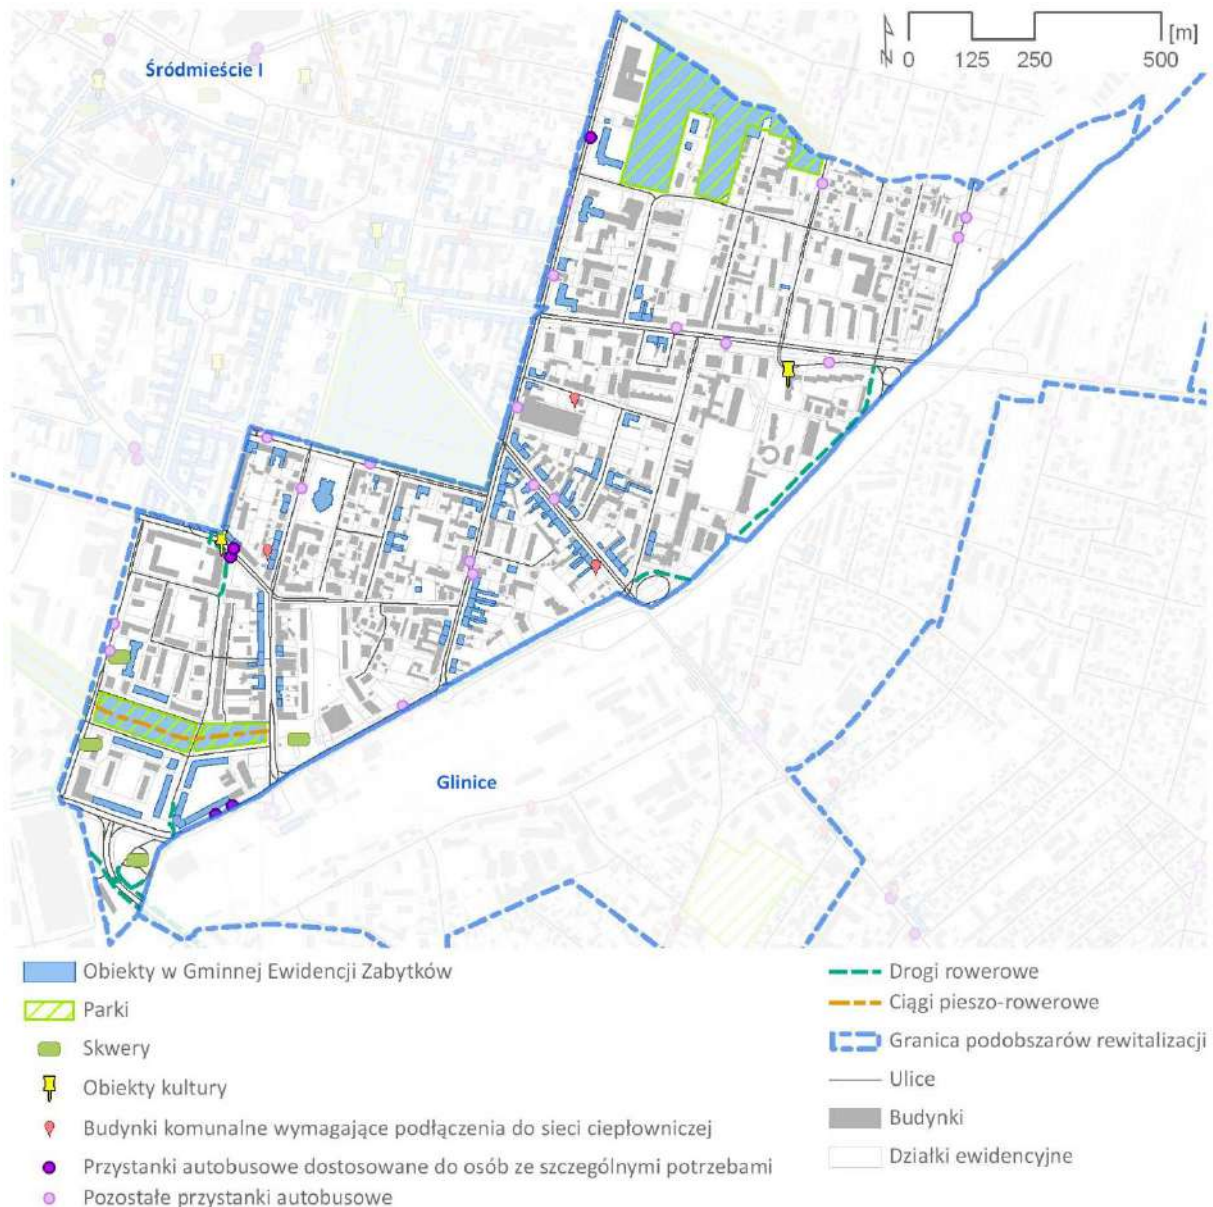 Śródmieście I
N
[m]
0 125 250 500
Glinice
Obiekty w Gminnej Ewidencji Zabytków
Parki
Skwery
Obiekty kultury
Budynki komunalne wymagające podłączenia do sieci ciepłowniczej
Przystanki autobusowe dostosowane do osób ze szczególnymi potrzebami
Pozostałe przystanki autobusowe
Drogi rowerowe
Ciągi pieszo-rowerowe
Granica podobszarów rewitalizacji
Ulice
Budynki
Działki ewidencyjne